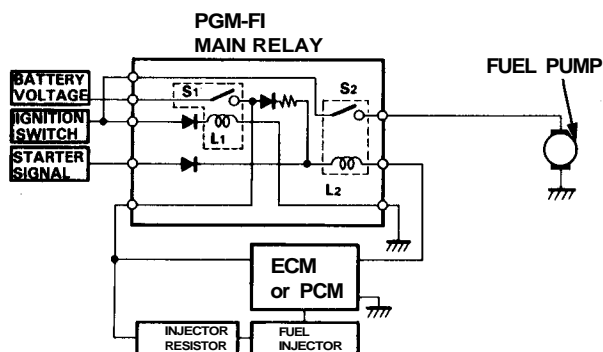 PGM-FI
MAIN RELAY
FUEL PUMP
BATTERY
VOLTAGE
IGNITION
SWITCH
STARTER
SIGNAL
S1
L1
S2
L2
ECM
or PCM
INJECTOR
RESISTOR
FUEL
INJECTOR